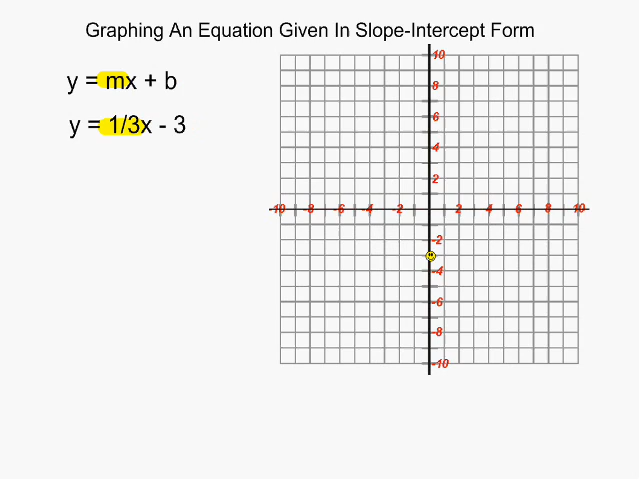 Graphing An Equation Given In Slope-Intercept Form
y = mx + b
y = 1/3x - 3
10
8
6
4
2
-10 -8 -6 -4 -2 2 4 6 8 10
-2
-4
-6
-8
-10